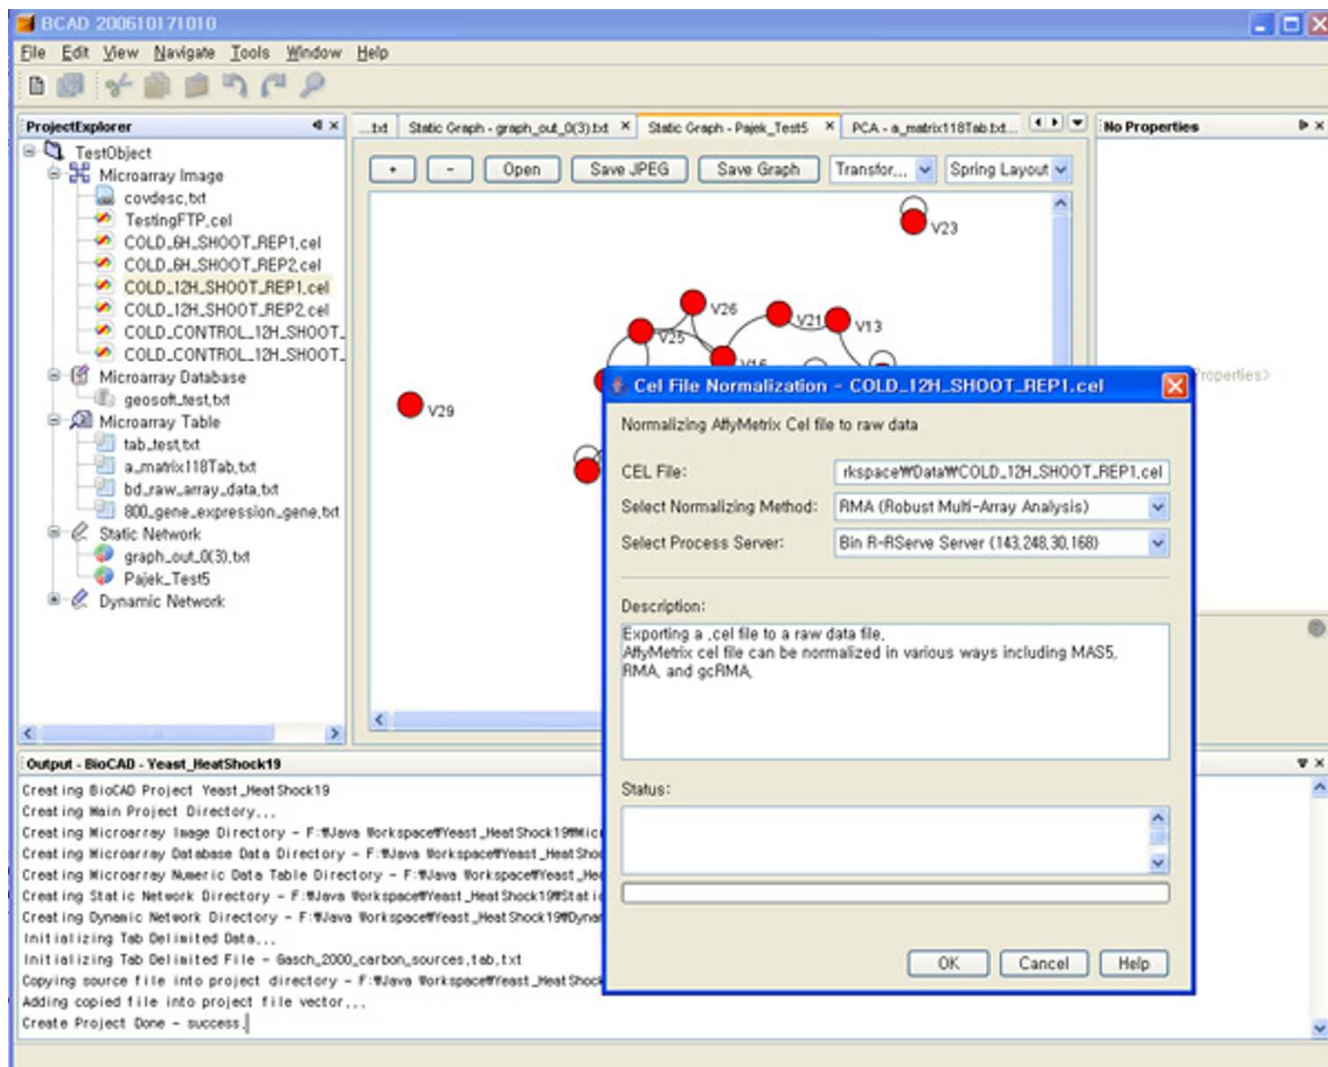 BCAD 200610171010
File Edit View Navigate Tools Window Help
ProjectExplorer
TestObject
Microarray Image
covdesc.txt
TestingFTP.cel
COLD_6H_SHOOT_REP1.cel
COLD_6H_SHOOT_REP2.cel
COLD_12H_SHOOT_REP1.cel
COLD_12H_SHOOT_REP2.cel
COLD_CONTROL_12H_SHOOT_
COLD_CONTROL_12H_SHOOT_
Microarray Database
geosoft_test.txt
Microarray Table
tab_test.txt
a_matrix118Tab.txt
bd_raw_array_data.txt
800_gene_expression_gene.txt
Static Network
graph_out_0(3).txt
Pajek_Test5
Dynamic Network
...txt Static Graph - graph_out_0(3).txt Static Graph - Pajek_Test5 PCA - a_matrix118Tab.txt...
+ - Open Save JPEG Save Graph Transfor... Spring Layout
V23
V26
V21
V13
V25
V16
V29
No Properties
Properties>
Cel File Normalization - COLD_12H_SHOOT_REP1.cel
Normalizing AffyMetrix Cel file to raw data
CEL File: rkspace₩Data₩COLD_12H_SHOOT_REP1.cel
Select Normalizing Method: RMA (Robust Multi-Array Analysis)
Select Process Server: Bin R-RServe Server (143.248.30.168)
Description:
Exporting a .cel file to a raw data file.
AffyMetrix cel file can be normalized in various ways including MAS5,
RMA, and gcRMA.
Status:
OK Cancel Help
Output - BioCAD - Yeast_HeatShock19
Creating BioCAD Project Yeast_HeatShock19
Creating Main Project Directory...
Creating Microarray Image Directory - F:₩Java Workspace₩Yeast_HeatShock19₩Mic
Creating Microarray Database Data Directory - F:₩Java Workspace₩Yeast_HeatSho
Creating Microarray Numeric Data Table Directory - F:₩Java Workspace₩Yeast_He
Creating Static Network Directory - F:₩Java Workspace₩Yeast_HeatShock19₩Stati
Creating Dynamic Network Directory - F:₩Java Workspace₩Yeast_HeatShock19₩Dyna
Initializing Tab Delimited Data...
Initializing Tab Delimited File - Gasch_2000_carbon_sources.tab.txt
Copying source file into project directory - F:₩Java Workspace₩Yeast_HeatShock
Adding copied file into project file vector...
Create Project Done - success.